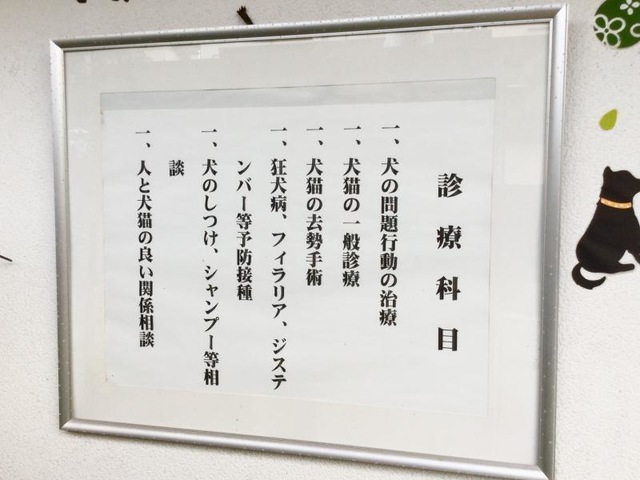 診療科目
一、犬の問題行動の治療
一、犬猫の一般診療
一、犬猫の去勢手術
一、狂犬病、フィラリア、ジステ
ンバー等予防接種
一、犬のしつけ、シャンプー等相
談
一、人と犬猫の良い関係相談